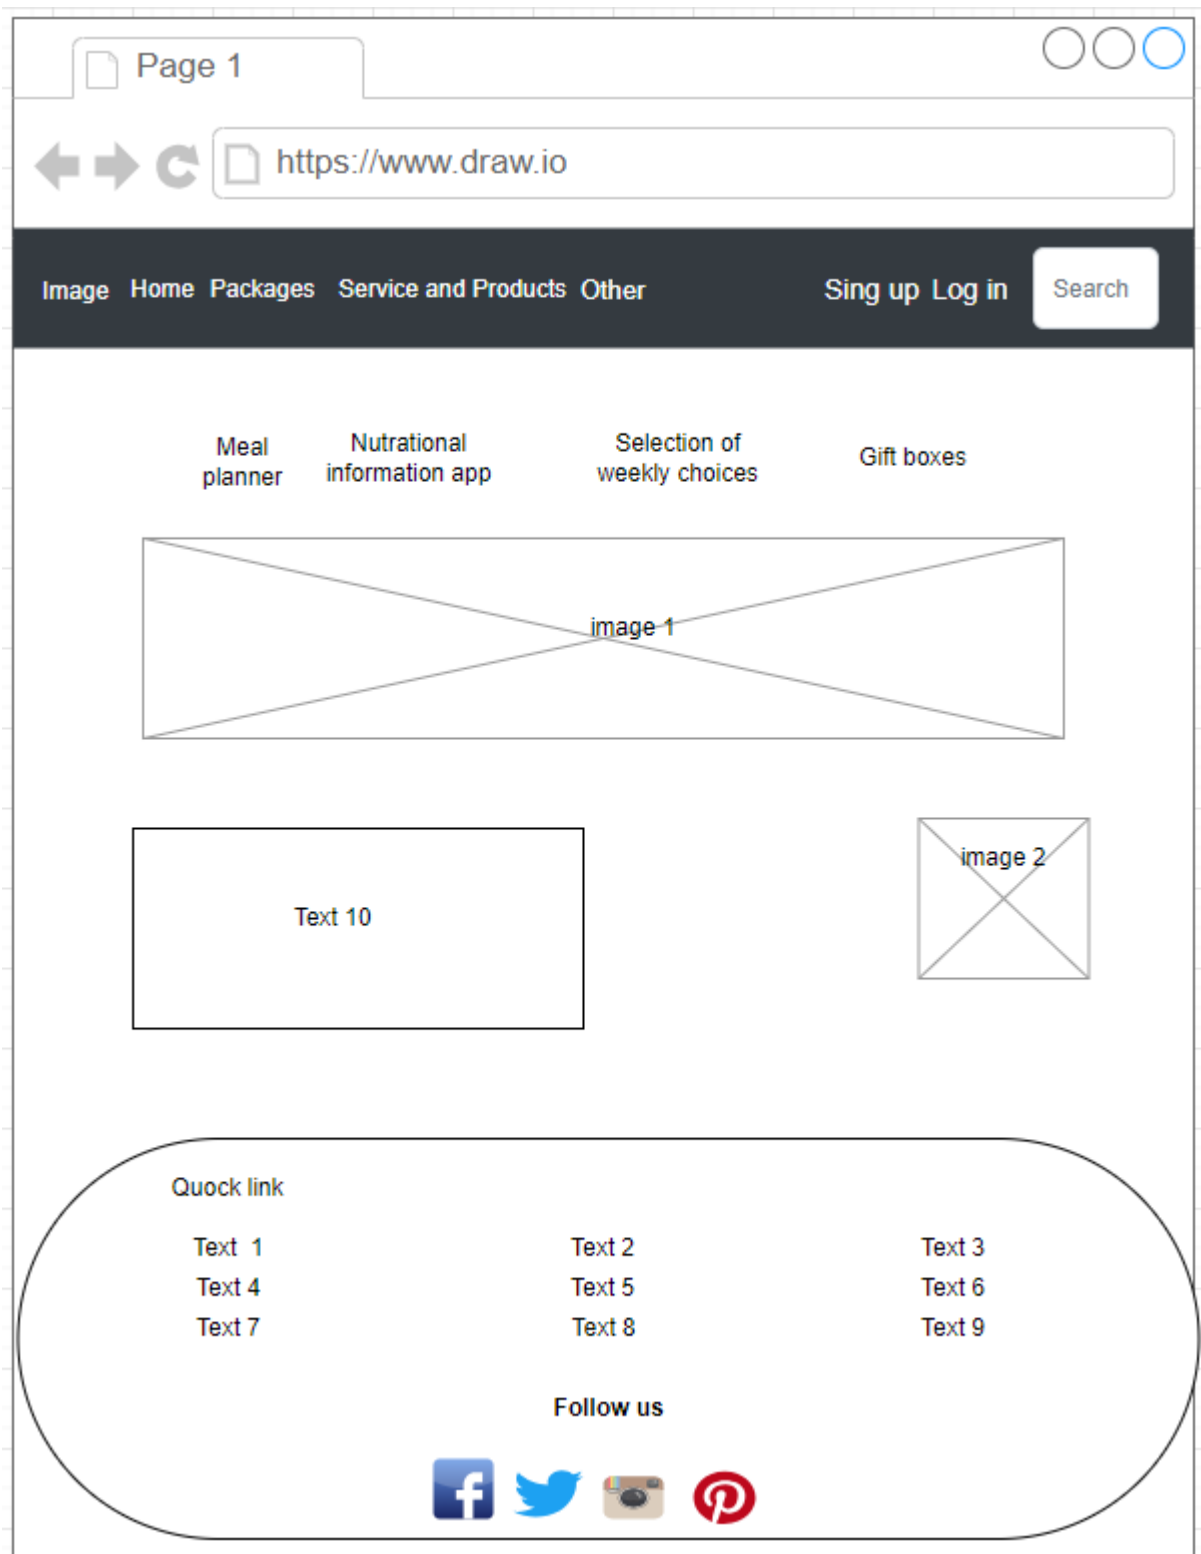 Page 1
https://www.draw.io
Image Home Packages Service and Products Other Sing up Log in Search
Meal
planner
Nutrational
information app
Selection of
weekly choices
Gift boxes
image 1
Text 10
image 2
Quock link
Text 1 Text 2 Text 3
Text 4 Text 5 Text 6
Text 7 Text 8 Text 9
Follow us